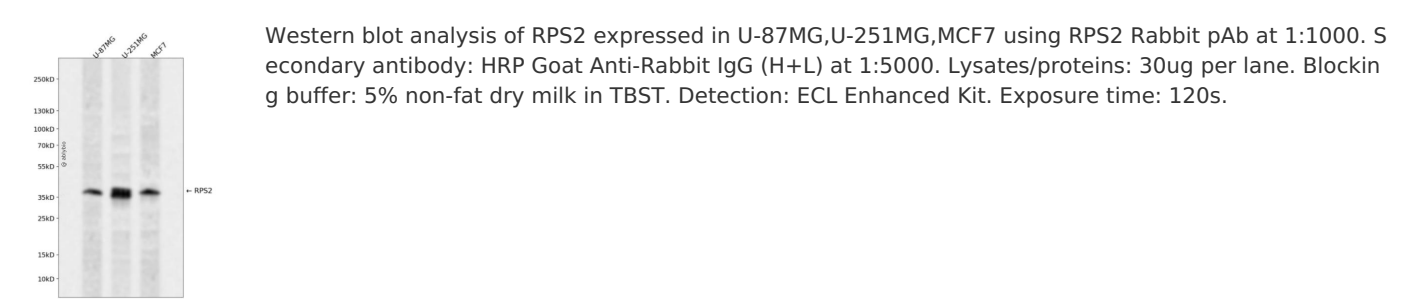 U-87MG U-251MG MCF7
250kD
130kD
100kD
70kD
55kD
35kD
25kD
15kD
10kD
← RPS2
Western blot analysis of RPS2 expressed in U-87MG,U-251MG,MCF7 using RPS2 Rabbit pAb at 1:1000. S
econdary antibody: HRP Goat Anti-Rabbit IgG (H+L) at 1:5000. Lysates/proteins: 30ug per lane. Blockin
g buffer: 5% non-fat dry milk in TBST. Detection: ECL Enhanced Kit. Exposure time: 120s.